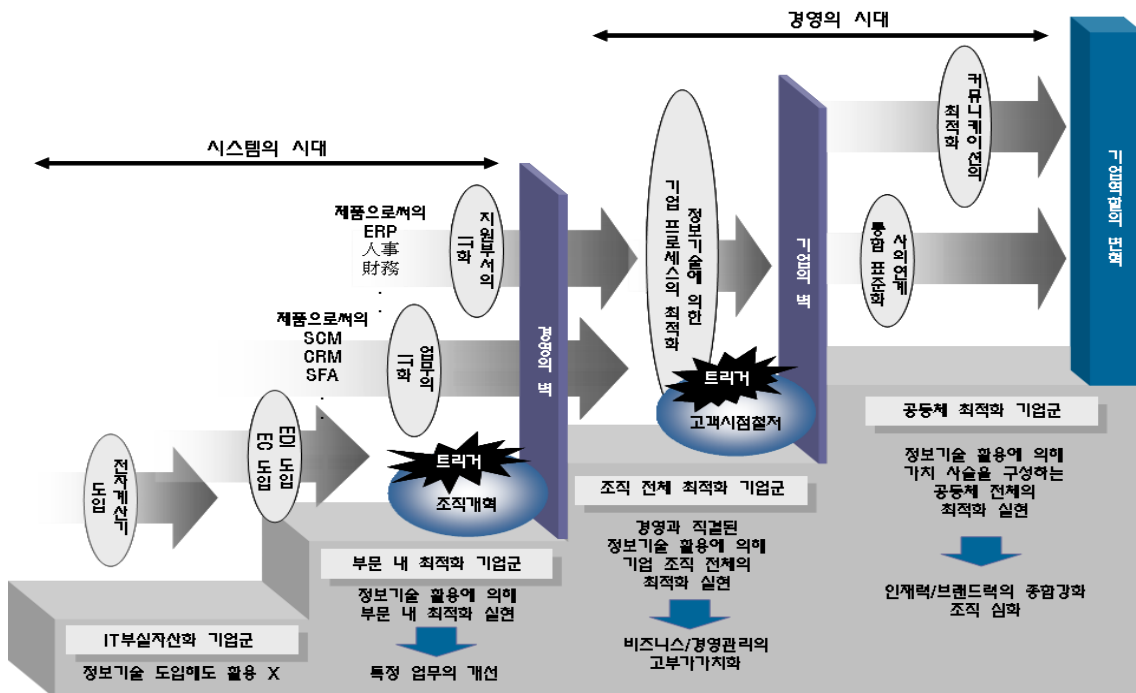 경영의 시대
시스템의 시대
제품으로써의
ERP
人事
財務
제품으로써의
SCM
CRM
SFA
전자계산기
도입
EDI 도입
EC 도입
업무의
IT화
지원부서의
IT화
경영의 벽
정보기술에 의한
기업 프로세스의 최적화
기업의 벽
커뮤니케이션의
최적화
사외연계
통합 표준화
기업역할의 변혁
트리거
조직개혁
트리거
고객시점철저
IT부실자산화 기업군
정보기술 도입해도 활용 X
부문 내 최적화 기업군
정보기술 활용에 의해
부문 내 최적화 실현
특정 업무의 개선
조직 전체 최적화 기업군
경영과 직결된
정보기술 활용에 의해
기업 조직 전체의
최적화 실현
비즈니스/경영관리의
고부가가치화
공동체 최적화 기업군
정보기술 활용에 의해
가치 사슬을 구성하는
공동체 전체의
최적화 실현
인재력/브랜드력의 종합강화
조직 심화